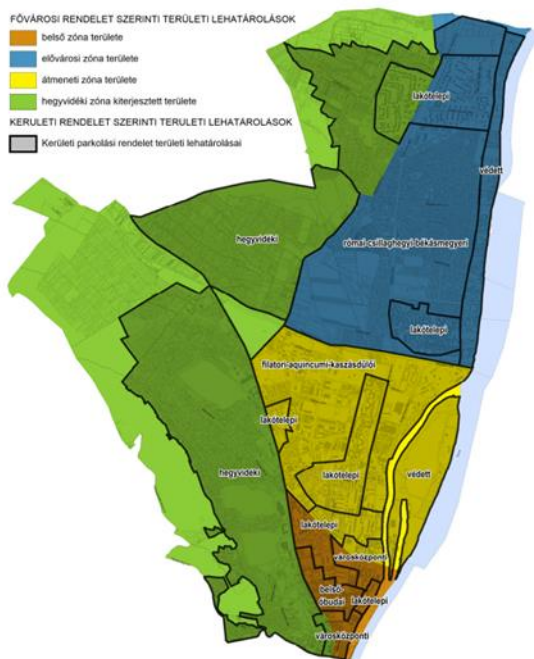 FŐVÁROSI RENDELET SZERINTI TERÜLETI LEHATÁROLÁSOK
belső zóna területe
elővárosi zóna területe
átmeneti zóna területe
hegyvidéki zóna kiterjesztett területe
KERÜLETI RENDELET SZERINTI TERÜLETI LEHATÁROLÁSOK
Kerületi parkolási rendelet területi lehatárolásai
lakótelepi
védett
hegyvidéki
római-csillaghegyi-békásmegyeri
lakótelepi
filatori-aquincumi-kaszásdűlői
lakótelepi
hegyvidéki
lakótelepi
védett
lakótelepi
városközponti
belső-
óbudai
lakótelepi
városközponti